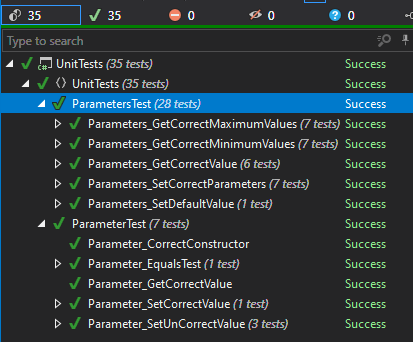 35 35 0 0 0
Type to search
UnitTests (35 tests) Success
UnitTests (35 tests) Success
ParametersTest (28 tests) Success
Parameters_GetCorrectMaximumValues (7 tests) Success
Parameters_GetCorrectMinimumValues (7 tests) Success
Parameters_GetCorrectValue (6 tests) Success
Parameters_SetCorrectParameters (7 tests) Success
Parameters_SetDefaultValue (1 test) Success
ParameterTest (7 tests) Success
Parameter_CorrectConstructor Success
Parameter_EqualsTest (1 test) Success
Parameter_GetCorrectValue Success
Parameter_SetCorrectValue (1 test) Success
Parameter_SetUnCorrectValue (3 tests) Success